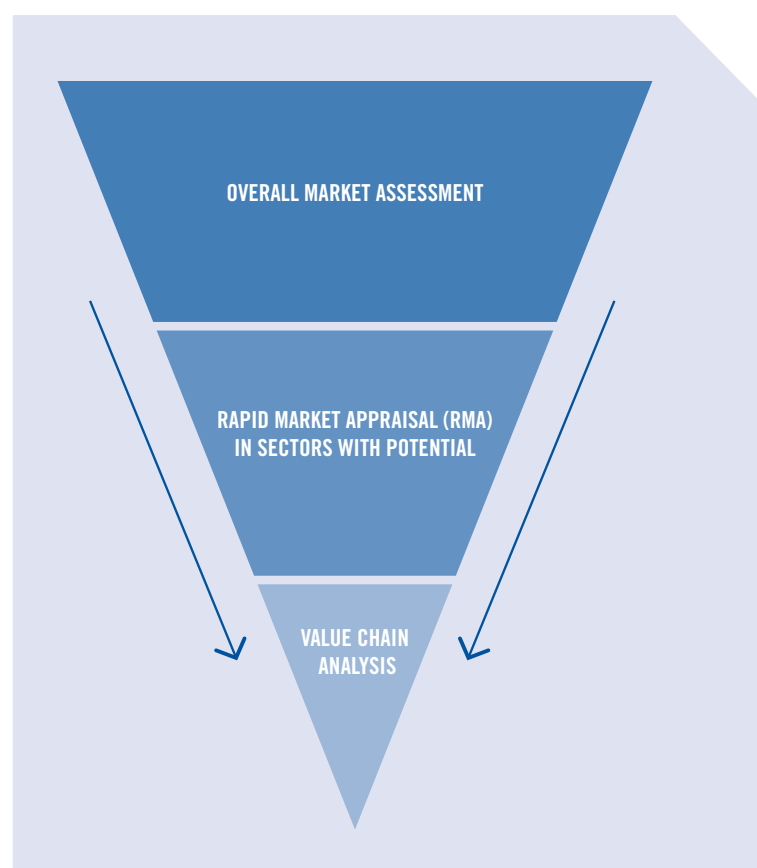 OVERALL MARKET ASSESSMENT
RAPID MARKET APPRAISAL (RMA)
IN SECTORS WITH POTENTIAL
VALUE CHAIN
ANALYSIS